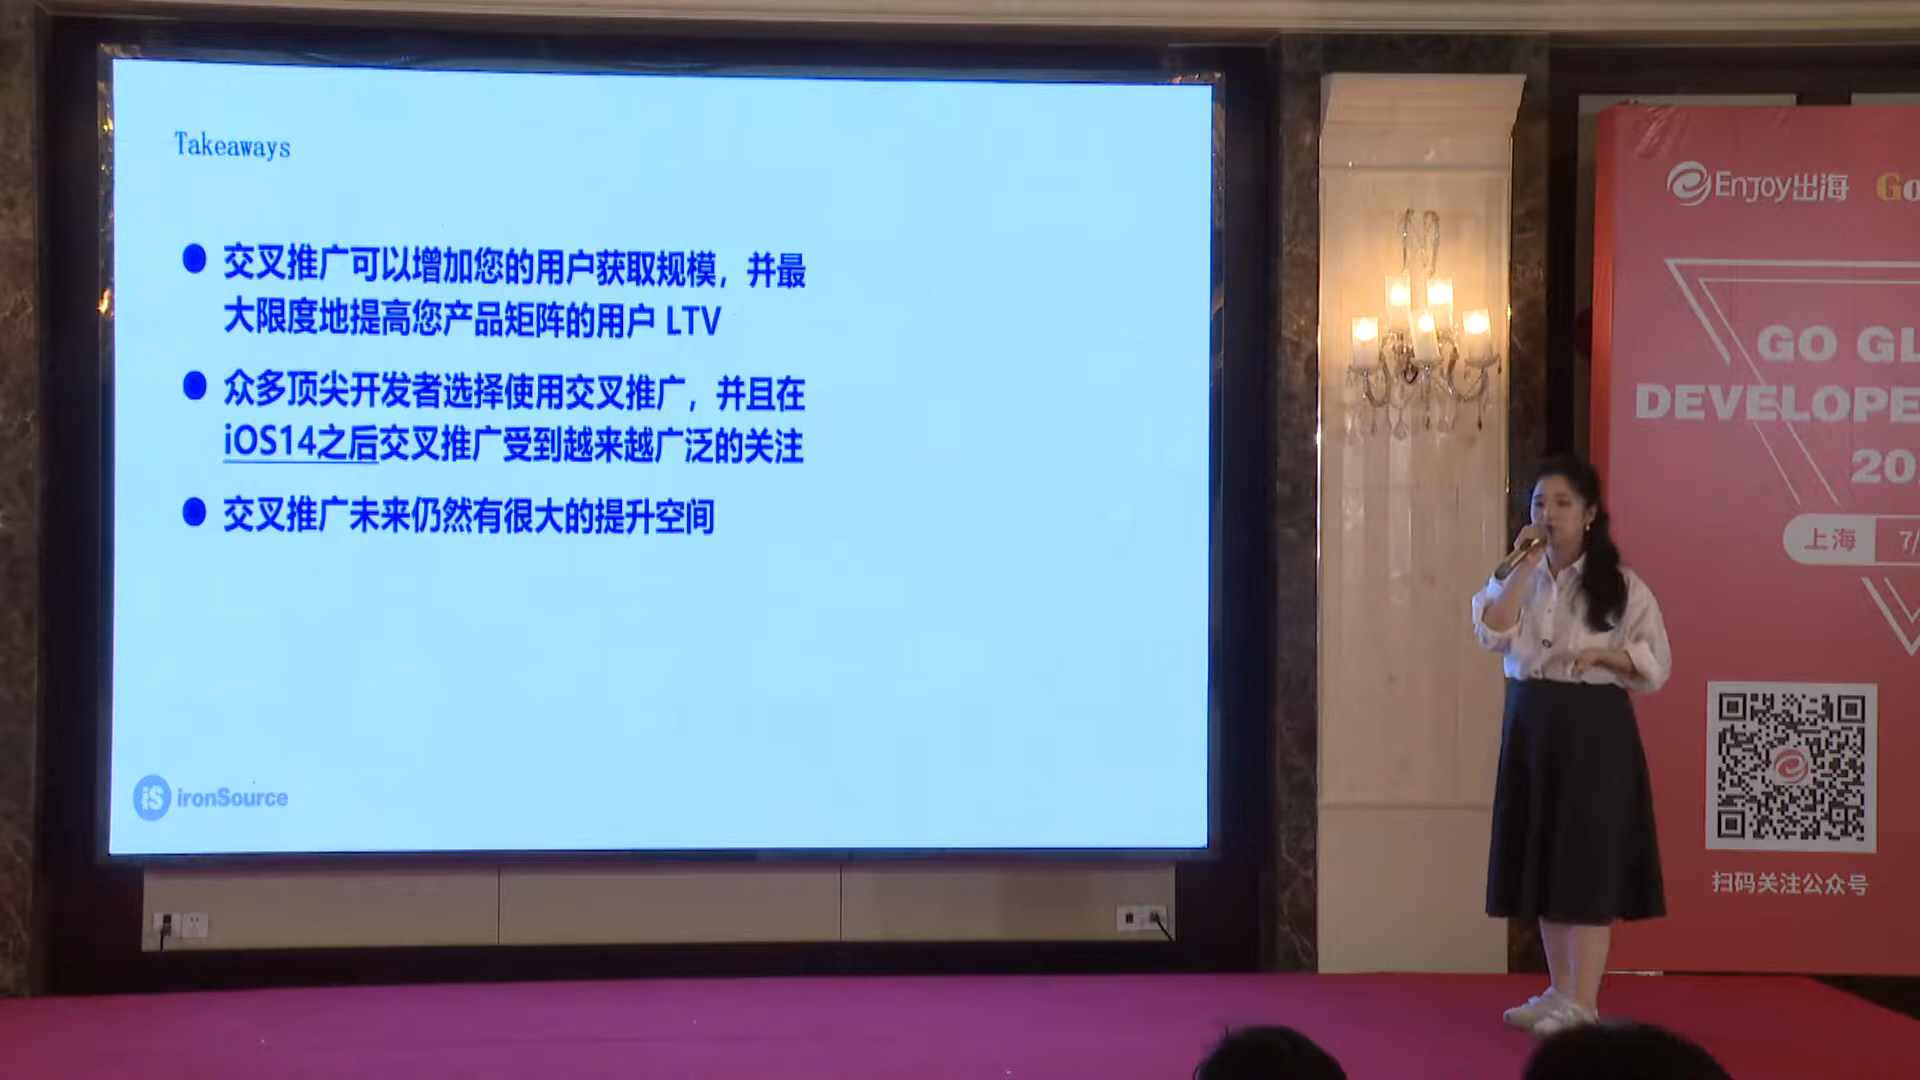 Takeaways
交叉推广可以增加您的用户获取规模，并最
大限度地提高您产品矩阵的用户 LTV
众多顶尖开发者选择使用交叉推广，并且在
iOS14之后交叉推广受到越来越广泛的关注
交叉推广未来仍然有很大的提升空间
iS ironSource
Enjoy出海 Go
GO GL
DEVELOPE
20
上海 7/
扫码关注公众号